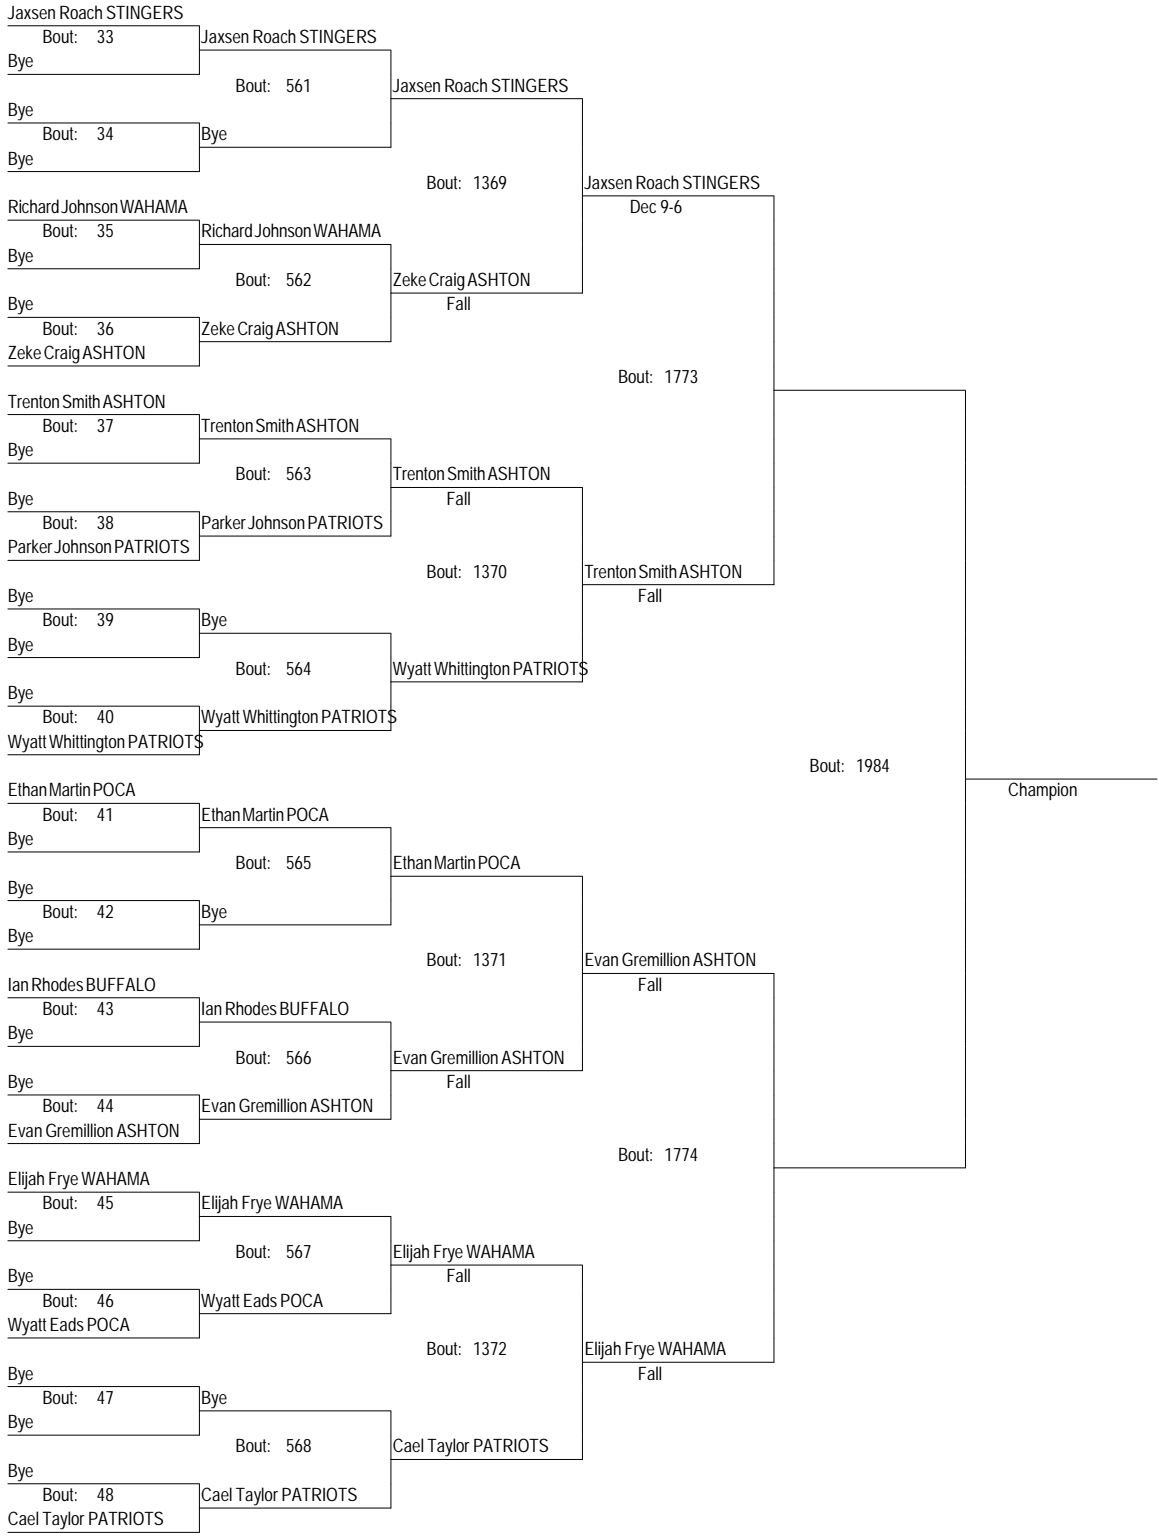 Jaxsen Roach STINGERS
Bout: 33
Jaxsen Roach STINGERS
Bye
Bout: 561
Jaxsen Roach STINGERS
Bye
Bout: 34
Bye
Bye
Bout: 1369
Jaxsen Roach STINGERS
Dec 9-6
Richard Johnson WAHAMA
Bout: 35
Richard Johnson WAHAMA
Bye
Bout: 562
Zeke Craig ASHTON
Fall
Bye
Bout: 36
Zeke Craig ASHTON
Zeke Craig ASHTON
Bout: 1773
Trenton Smith ASHTON
Bout: 37
Trenton Smith ASHTON
Bye
Bout: 563
Trenton Smith ASHTON
Fall
Bye
Bout: 38
Parker Johnson PATRIOTS
Parker Johnson PATRIOTS
Bout: 1370
Trenton Smith ASHTON
Fall
Bye
Bout: 39
Bye
Bye
Bout: 564
Wyatt Whittington PATRIOTS
Bye
Bout: 40
Wyatt Whittington PATRIOTS
Wyatt Whittington PATRIOTS
Bout: 1984
Champion
Ethan Martin POCA
Bout: 41
Ethan Martin POCA
Bye
Bout: 565
Ethan Martin POCA
Bye
Bout: 42
Bye
Bye
Bout: 1371
Evan Gremillion ASHTON
Fall
Ian Rhodes BUFFALO
Bout: 43
Ian Rhodes BUFFALO
Bye
Bout: 566
Evan Gremillion ASHTON
Fall
Bye
Bout: 44
Evan Gremillion ASHTON
Evan Gremillion ASHTON
Bout: 1774
Elijah Frye WAHAMA
Bout: 45
Elijah Frye WAHAMA
Bye
Bout: 567
Elijah Frye WAHAMA
Fall
Bye
Bout: 46
Wyatt Eads POCA
Wyatt Eads POCA
Bout: 1372
Elijah Frye WAHAMA
Fall
Bye
Bout: 47
Bye
Bye
Bout: 568
Cael Taylor PATRIOTS
Bye
Bout: 48
Cael Taylor PATRIOTS
Cael Taylor PATRIOTS